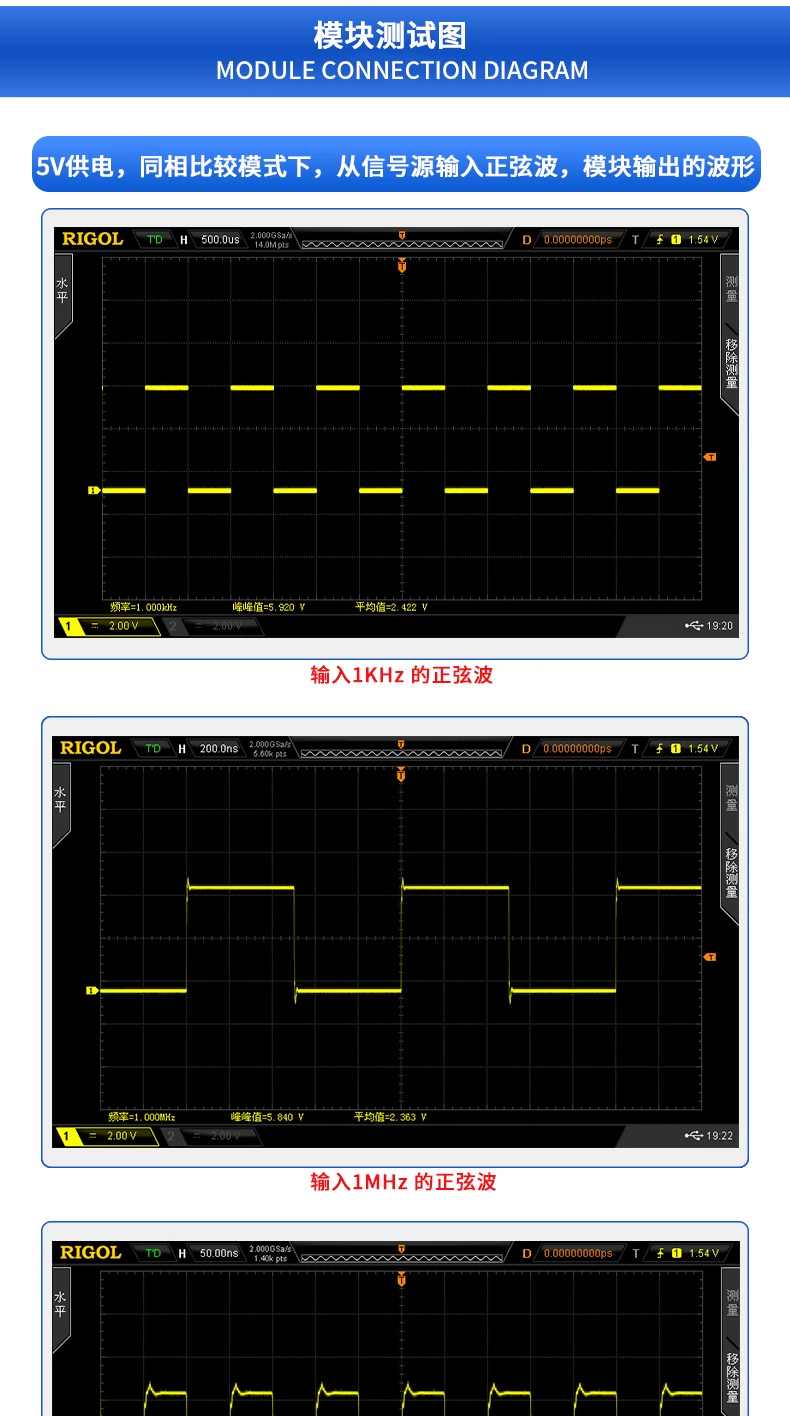 模块测试图
MODULE CONNECTION DIAGRAM
5V供电，同相比较模式下，从信号源输入正弦波，模块输出的波形
RIGOL T'D H 500.0us 2.000GSa/s 14.0M pts T D 0.00000000ps T 1 1.54 V
水平
T
测量
移除测量
T
1
频率=1.000kHz 峰峰值=5.920 V 平均值=2.422 V
1 2.00 V 2 2.00 V 19:20
输入1KHz 的正弦波
RIGOL T'D H 200.0ns 2.000GSa/s 5.60k pts T D 0.00000000ps T 1 1.54 V
水平
T
测量
移除测量
T
1
频率=1.000MHz 峰峰值=5.840 V 平均值=2.363 V
1 2.00 V 2 2.00 V 19:22
输入1MHz 的正弦波
RIGOL T'D H 50.00ns 2.000GSa/s 1.40k pts T D 0.00000000ps T 1 1.54 V
水平
T
测量
移除测量